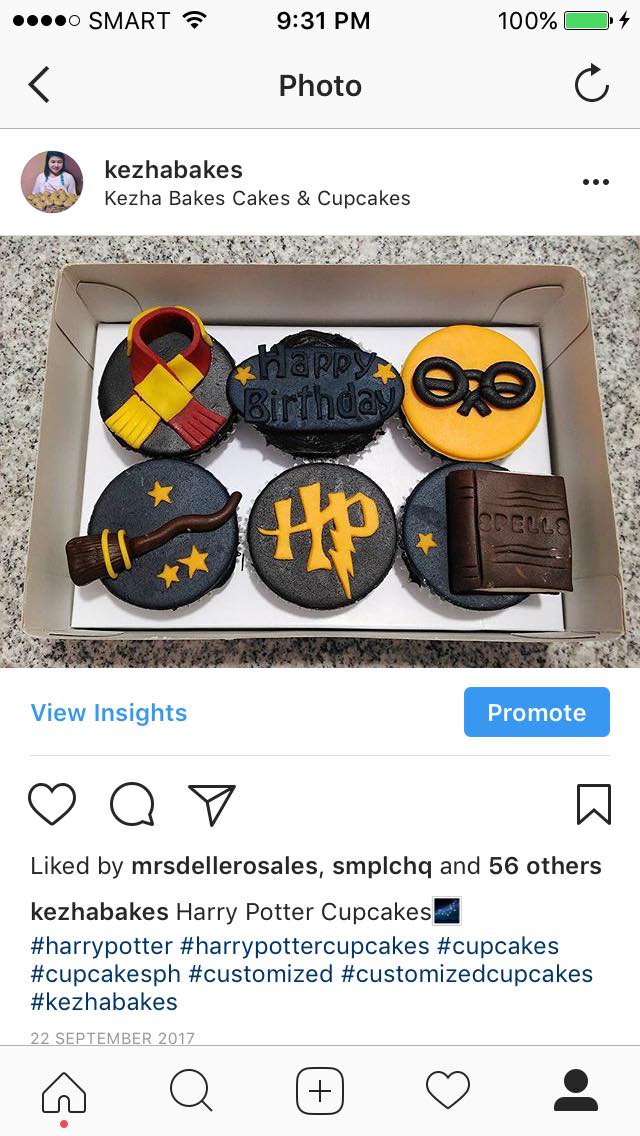 SMART 9:31 PM 100%
Photo
kezhabakes
Kezha Bakes Cakes & Cupcakes
Happy
Birthday
HP
SPELLS
View Insights
Promote
Liked by mrsdellerosales, smplchq and 56 others
kezhabakes Harry Potter Cupcakes🌌
#harrypotter #harrypottercupcakes #cupcakes
#cupcakesph #customized #customizedcupcakes
#kezhabakes
22 SEPTEMBER 2017